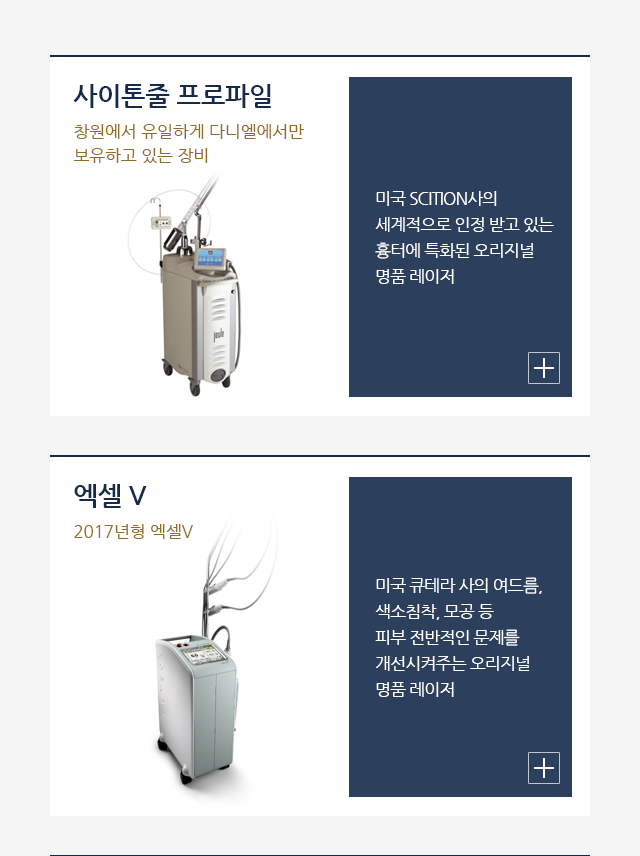 사이톤줄 프로파일
창원에서 유일하게 다니엘에서만
보유하고 있는 장비
joule
미국 SCITION사의
세계적으로 인정 받고 있는
흉터에 특화된 오리지널
명품 레이저
엑셀 V
2017년형 엑셀V
미국 큐테라 사의 여드름,
색소침착, 모공 등
피부 전반적인 문제를
개선시켜주는 오리지널
명품 레이저